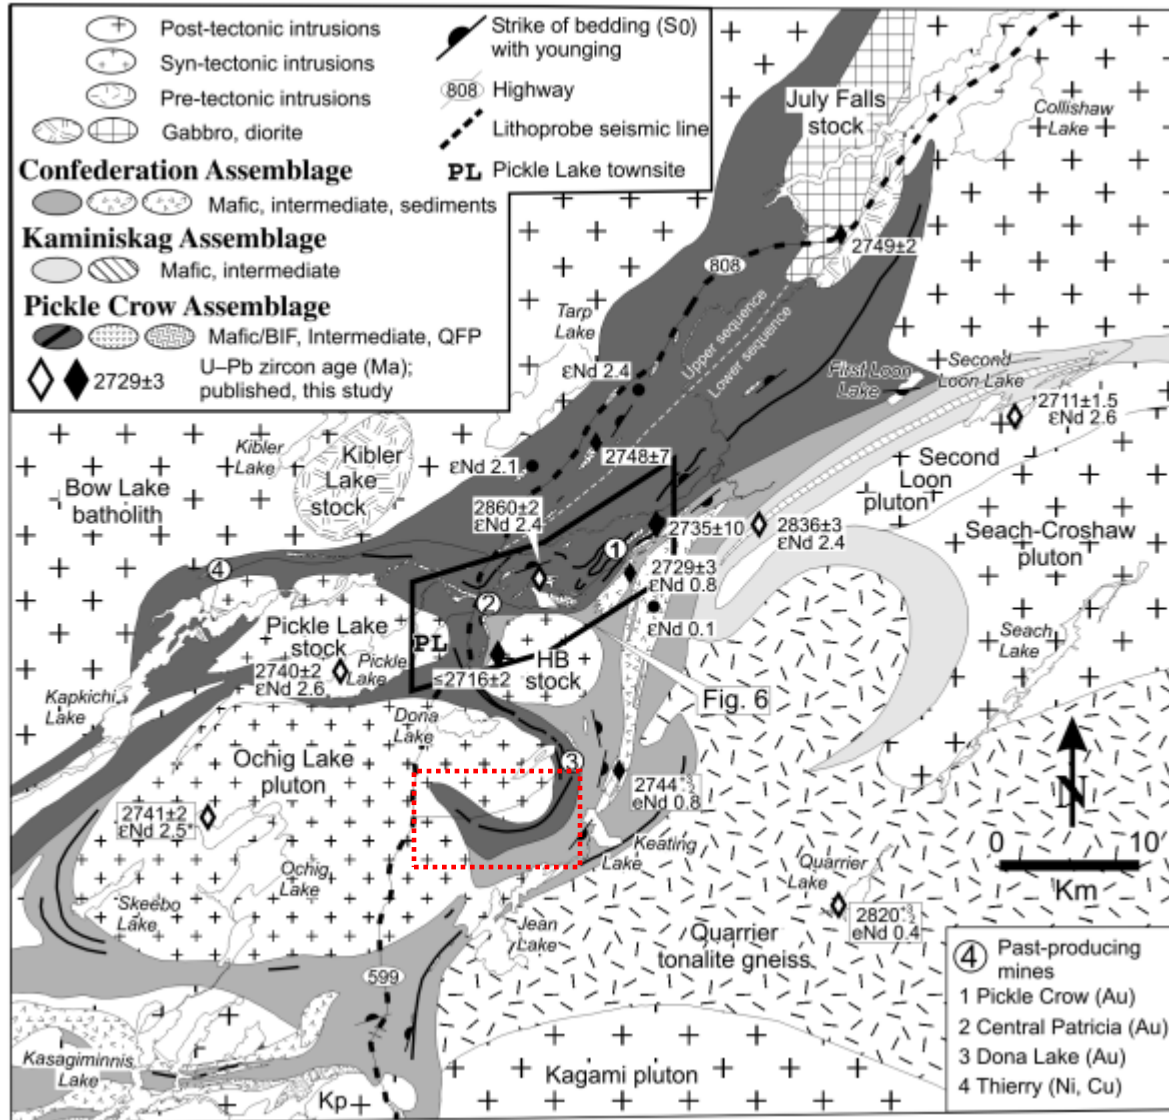 Post-tectonic intrusions
Syn-tectonic intrusions
Pre-tectonic intrusions
Gabbro, diorite
Confederation Assemblage
Mafic, intermediate, sediments
Kaminiskag Assemblage
Mafic, intermediate
Pickle Crow Assemblage
Mafic/BIF, Intermediate, QFP
2729±3
U–Pb zircon age (Ma);
published, this study
Strike of bedding (S0)
with younging
808
Highway
Lithoprobe seismic line
PL
Pickle Lake townsite
July Falls
stock
Collishaw
Lake
2749±2
808
Tarp
Lake
Upper sequence
Lower sequence
εNd 2.4
First Loon
Lake
Second
Loon Lake
2711±1.5
εNd 2.6
Kibler
Lake
Kibler
Lake
stock
εNd 2.1
2748±7
Second
Loon
pluton
Bow Lake
batholith
2860±2
εNd 2.4
2735±10
2836±3
εNd 2.4
Seach-Croshaw
pluton
1
4
2729±3
εNd 0.8
2
εNd 0.1
Pickle Lake
stock
PL
HB
stock
Seach
Lake
2740±2
εNd 2.6
Pickle
Lake
≤2716±2
Fig. 6
Kapkichi
Lake
Dona
Lake
Ochig Lake
pluton
3
2744 +3 -2
eNd 0.8
N
2741±2
εNd 2.5*
Keating
Lake
0
10
Km
Ochig
Lake
Quarrier
Lake
Skeebo
Lake
2820 +3 -2
eNd 0.4
Jean
Lake
Quarrier
tonalite gneiss
4
Past-producing
mines
599
1 Pickle Crow (Au)
2 Central Patricia (Au)
3 Dona Lake (Au)
4 Thierry (Ni, Cu)
Kasagiminnis
Lake
Kagami pluton
Kp